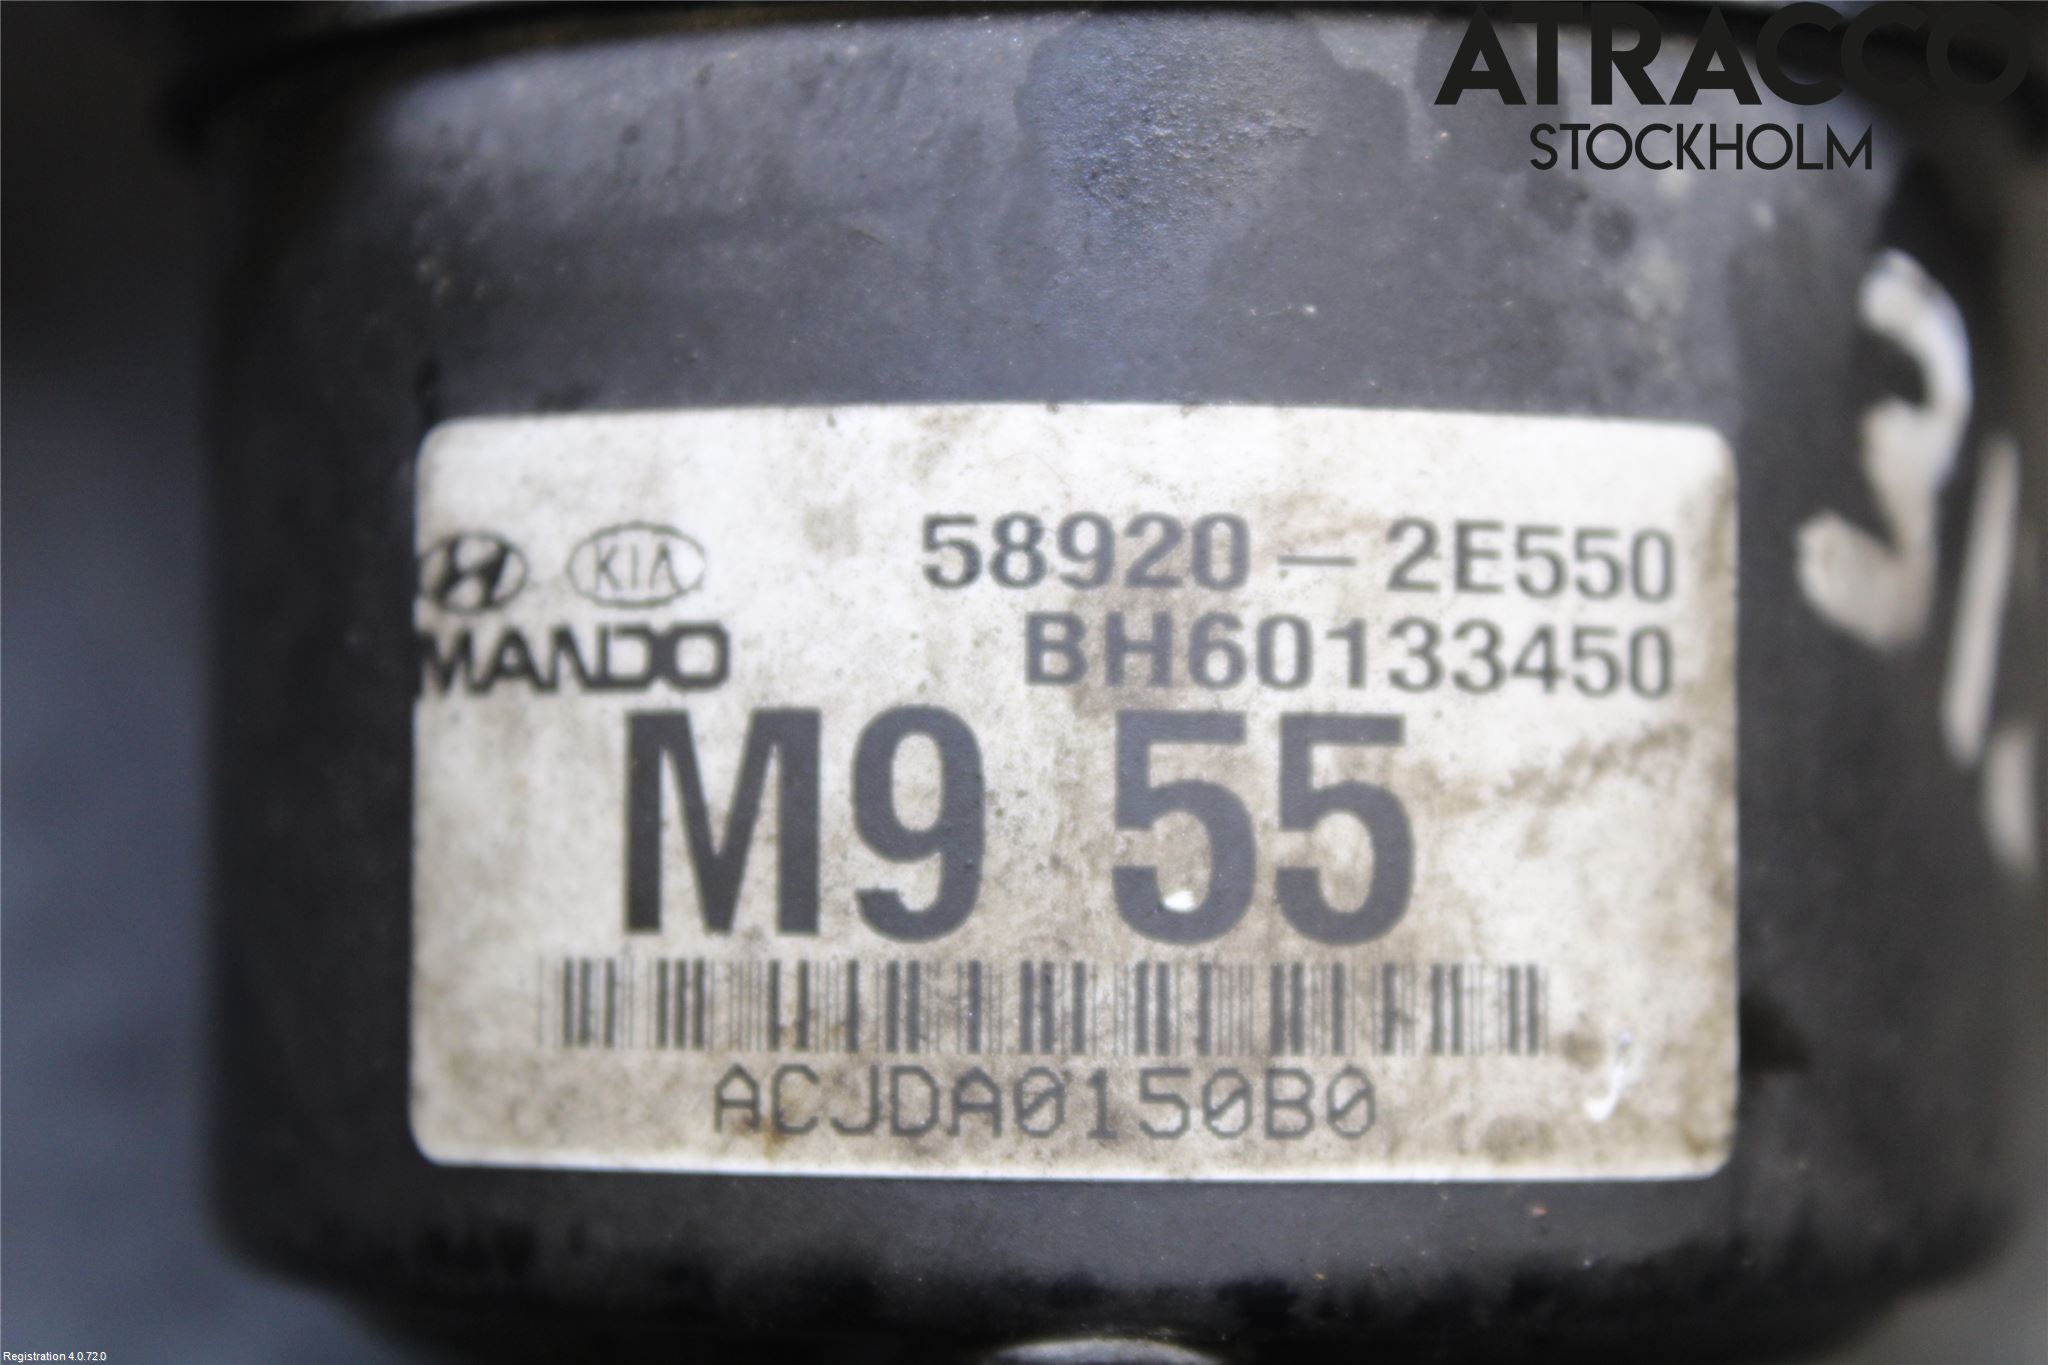 ATRACCO
STOCKHOLM
58920-2E550
KIA
BH60133450
MANDO
M9 55
ACJDA0150B0
Registration 4.0.72.0